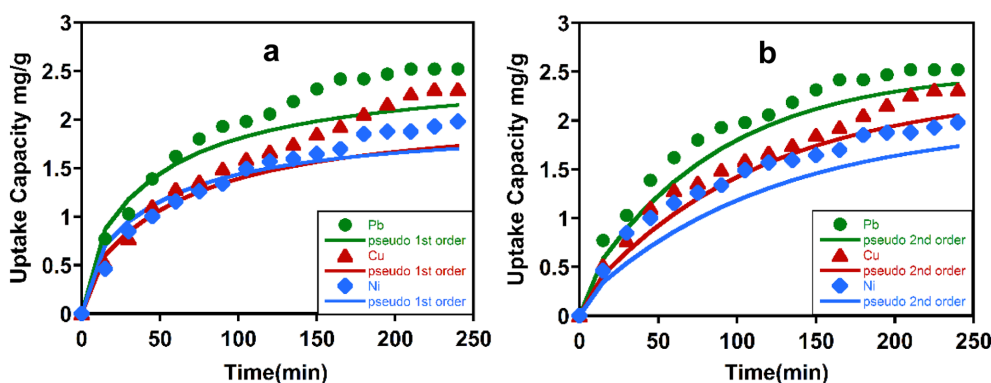 a
Uptake Capacity mg/g
3
2.5
2
1.5
1
0.5
0
0 50 100 150 200 250
Time(min)
Pb
pseudo 1st order
Cu
pseudo 1st order
Ni
pseudo 1st order
b
Uptake Capacity mg/g
3
2.5
2
1.5
1
0.5
0
0 50 100 150 200 250
Time(min)
Pb
pseudo 2nd order
Cu
pseudo 2nd order
Ni
pseudo 2nd order